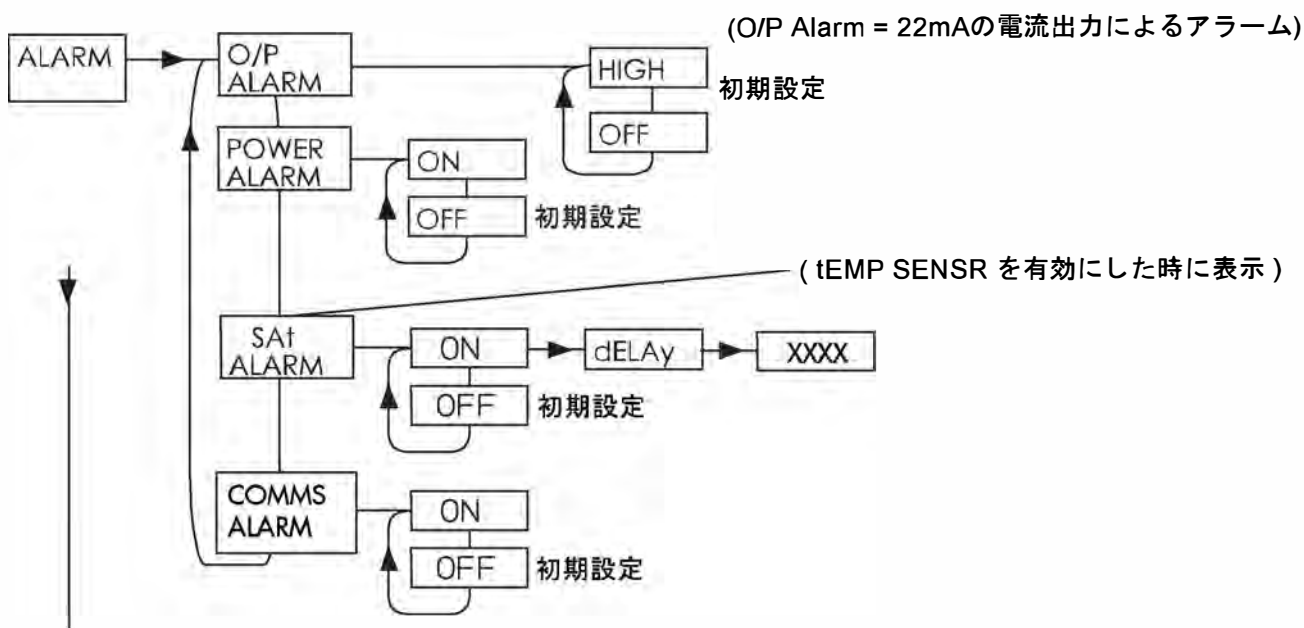 (O/P Alarm = 22mAの電流出力によるアラーム)
ALARM
O/P
ALARM
HIGH
初期設定
OFF
POWER
ALARM
ON
OFF
初期設定
( tEMP SENSR を有効にした時に表示 )
SAt
ALARM
ON
dELAy
XXXX
OFF
初期設定
COMMS
ALARM
ON
OFF
初期設定